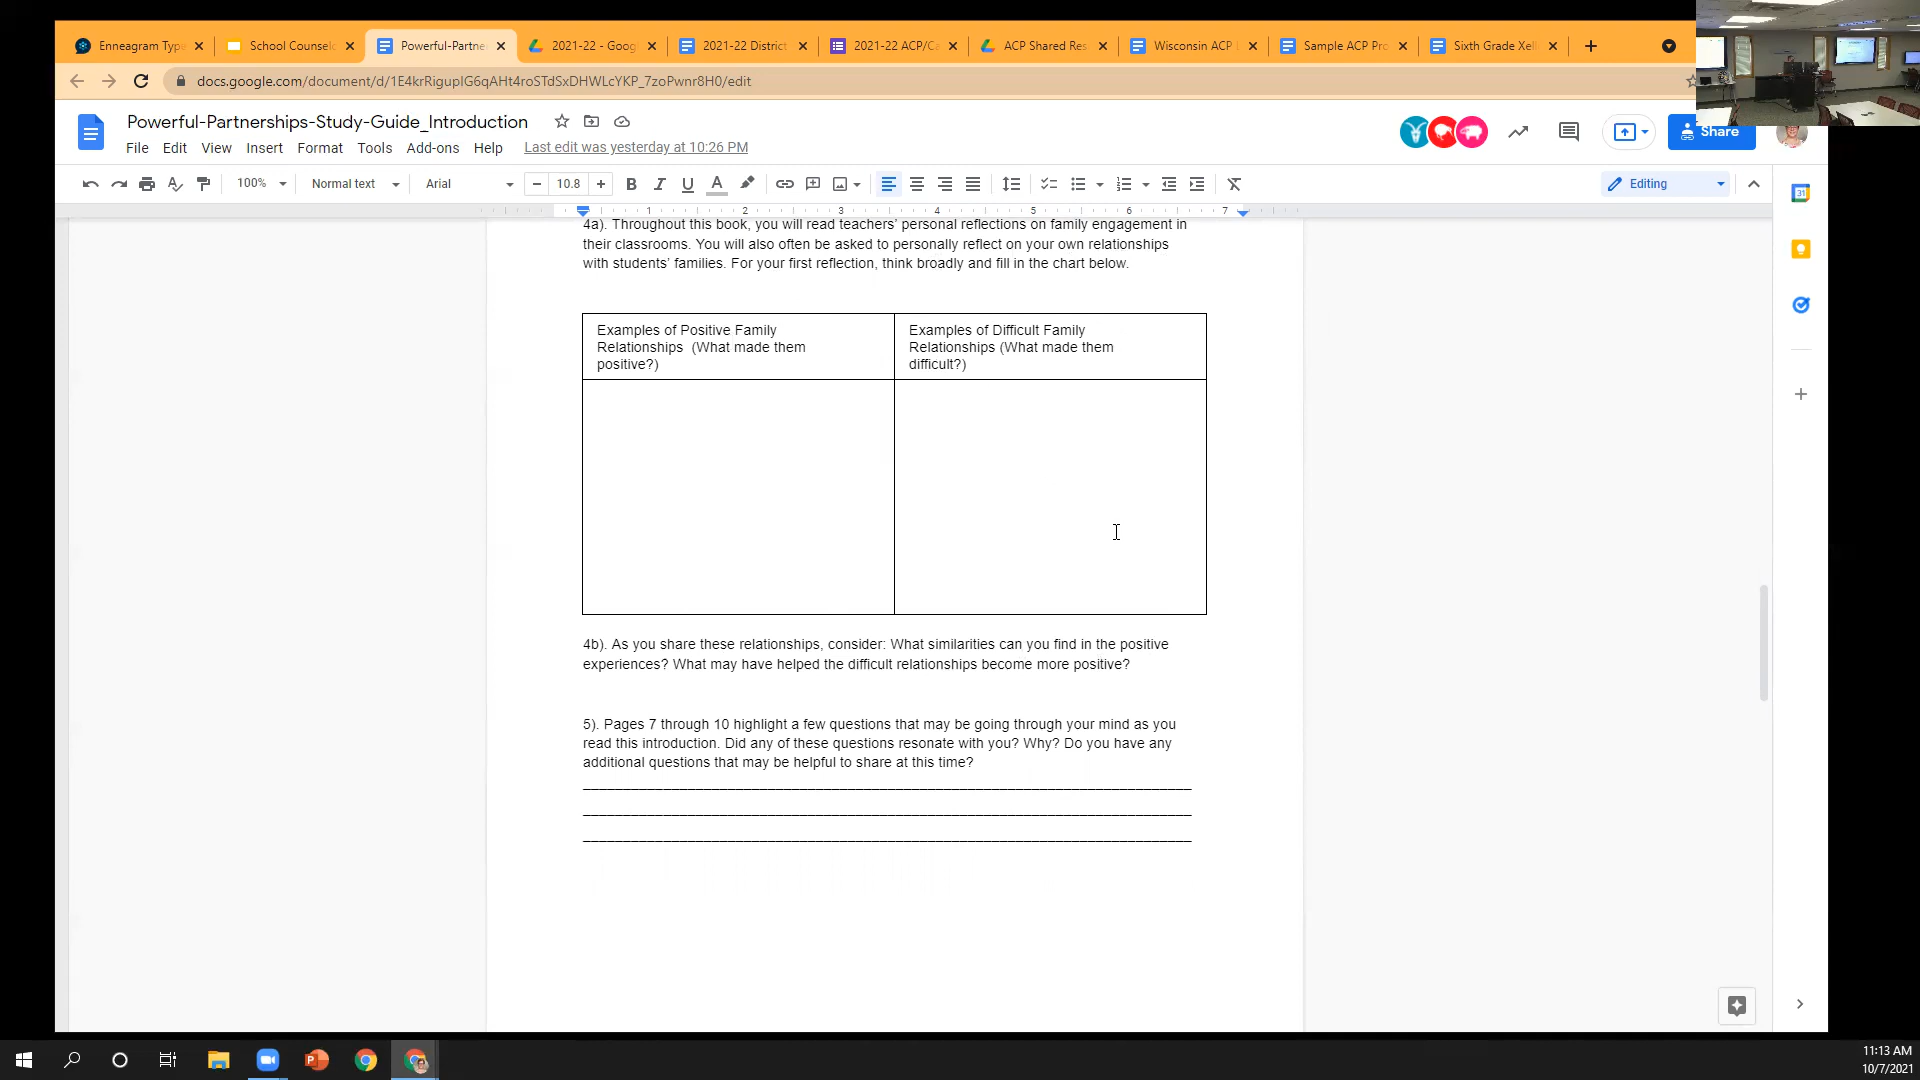 Enneagram Typ
School Counsel
Powerful-Partne
2021-22 - Goog
2021-22 District
2021-22 ACP/Ca
ACP Shared Res
Wisconsin ACP
Sample ACP Pro
Sixth Grade Xell
docs.google.com/document/d/1E4krRigupIG6qAHt4roSTdSxDHWLcYKP_7zoPwnr8H0/edit
Powerful-Partnerships-Study-Guide_Introduction
File Edit View Insert Format Tools Add-ons Help Last edit was yesterday at 10:26 PM
Share
100% Normal text Arial 10.8 B I U A Editing
1 2 3 4 5 6 7
31
4a). Throughout this book, you will read teachers' personal reflections on family engagement in
their classrooms. You will also often be asked to personally reflect on your own relationships
with students' families. For your first reflection, think broadly and fill in the chart below.
Examples of Positive Family
Relationships (What made them
positive?)
Examples of Difficult Family
Relationships (What made them
difficult?)
4b). As you share these relationships, consider: What similarities can you find in the positive
experiences? What may have helped the difficult relationships become more positive?
5). Pages 7 through 10 highlight a few questions that may be going through your mind as you
read this introduction. Did any of these questions resonate with you? Why? Do you have any
additional questions that may be helpful to share at this time?
11:13 AM
10/7/2021